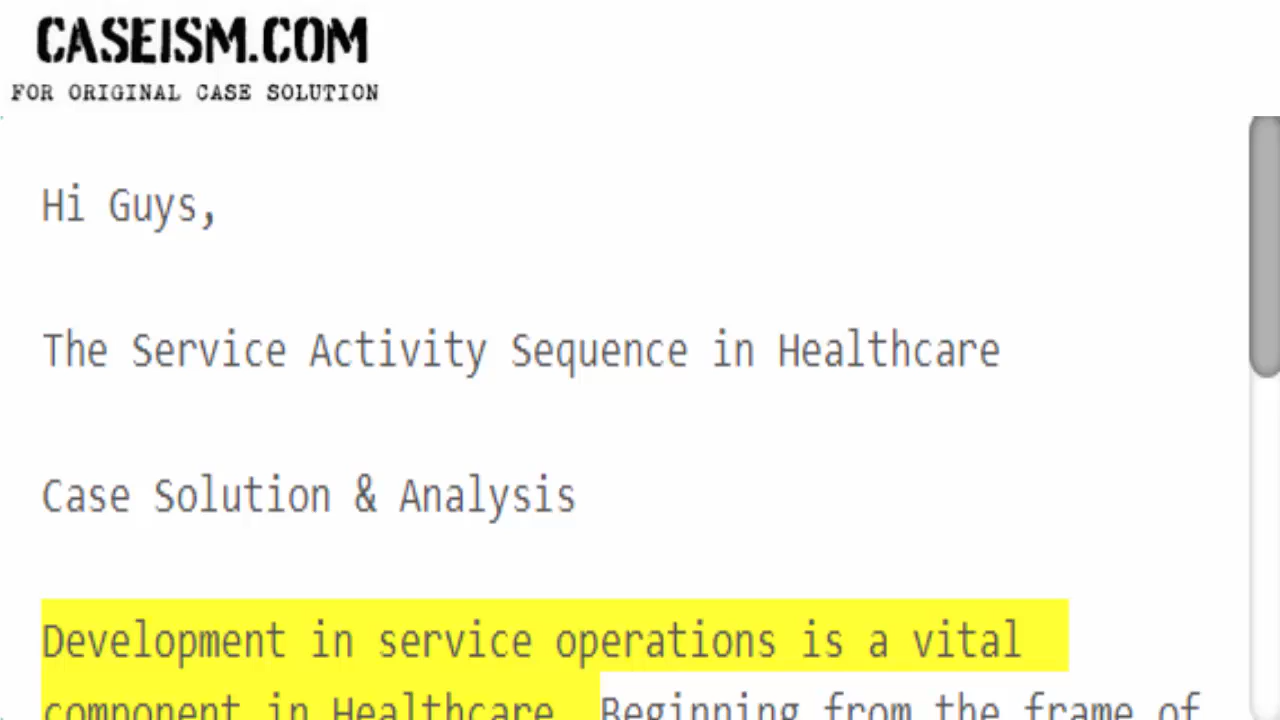 CASEISM.COM
FOR ORIGINAL CASE SOLUTION
Hi Guys,
The Service Activity Sequence in Healthcare
Case Solution & Analysis
Development in service operations is a vital
component in Healthcare. Beginning from the frame of